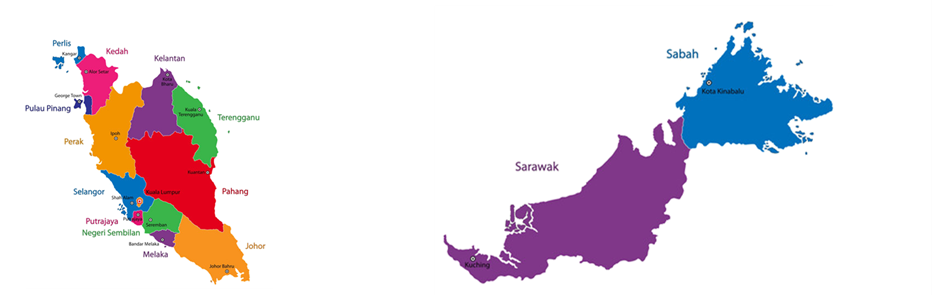 Perlis
Kangar
Kedah
Alor Setar
Kelantan
Kota
Bharu
George Town
Pulau Pinang
Kuala
Terengganu
Terengganu
Perak
Ipoh
Kuantan
Selangor
Kuala Lumpur
Pahang
Shah Alam
Putrajaya
Negeri Sembilan
Seremban
Bandar Melaka
Melaka
Johor
Johor Bahru
Sabah
Kota Kinabalu
Sarawak
Kuching